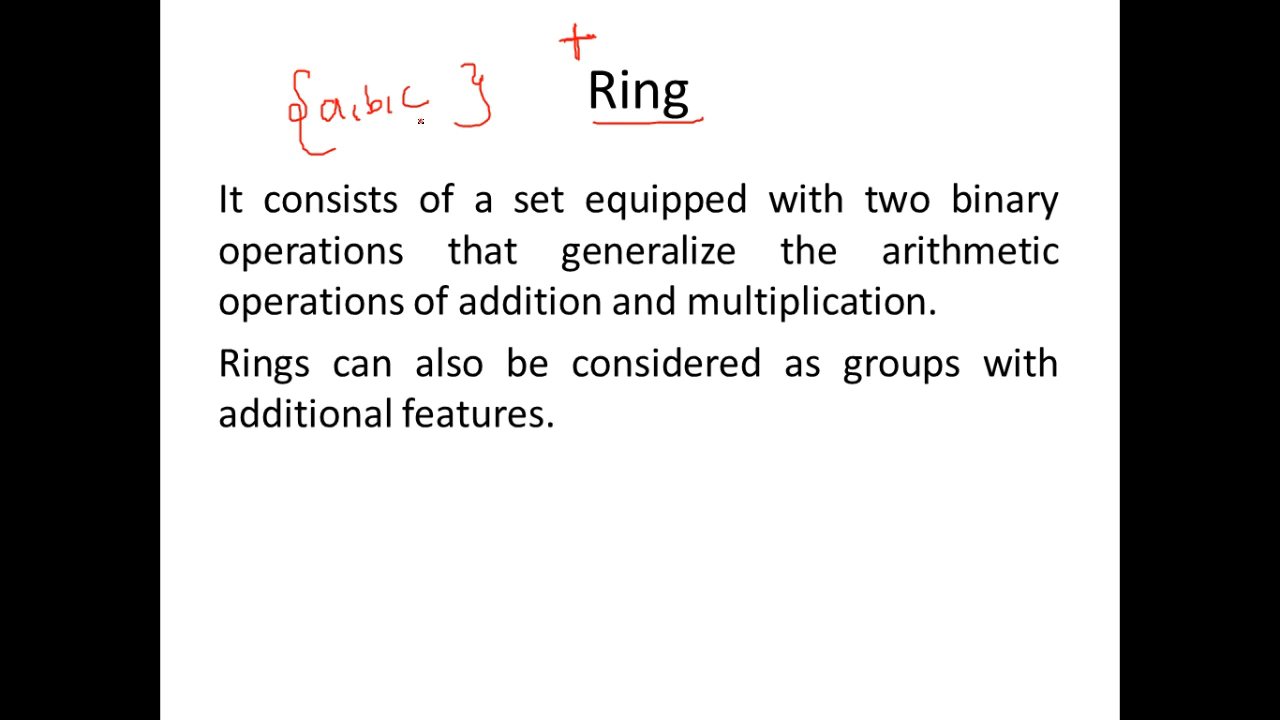 +
{a,b,c }
Ring
It consists of a set equipped with two binary
operations that generalize the arithmetic
operations of addition and multiplication.
Rings can also be considered as groups with
additional features.